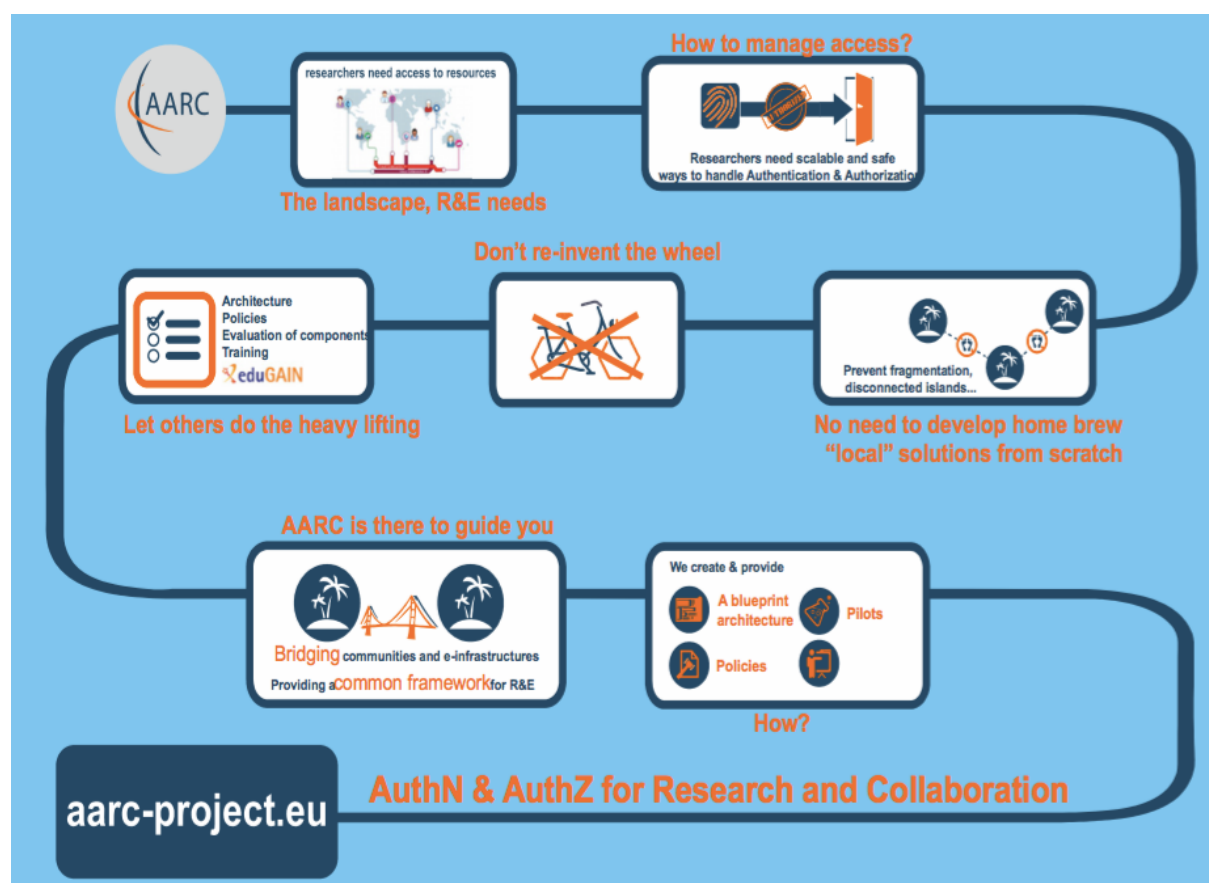 AARC
researchers need access to resources
The landscape, R&E needs
How to manage access?
Researchers need scalable and safe
ways to handle Authentication & Authorizatio
Prevent fragmentation,
disconnected islands...
No need to develop home brew
“local” solutions from scratch
Don’t re-invent the wheel
Architecture
Policies
Evaluation of components
Training
eduGAIN
Let others do the heavy lifting
AARC is there to guide you
Bridging communities and e-infrastructures
Providing a common framework for R&E
We create & provide
A blueprint
architecture
Pilots
Policies
How?
AuthN & AuthZ for Research and Collaboration
aarc-project.eu